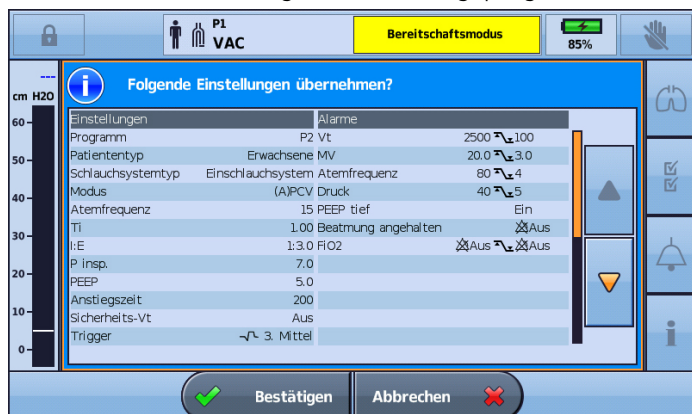 P1
VAC
Bereitschaftsmodus
85%
---
cm H2O
Folgende Einstellungen übernehmen?
60
50
40
30
20
10
0
Einstellungen Alarme
Programm P2 Vt 2500 100
Patiententyp Erwachsene MV 20.0 3.0
Schlauchsystemtyp Einschlauchsystem Atemfrequenz 80 4
Modus (A)PCV Druck 40 5
Atemfrequenz 15 PEEP tief Ein
Ti 1.00 Beatmung angehalten Aus
I:E 1:3.0 FiO2 Aus Aus
P insp. 7.0
PEEP 5.0
Anstiegszeit 200
Sicherheits-Vt Aus
Trigger 3. Mittel
Bestätigen Abbrechen